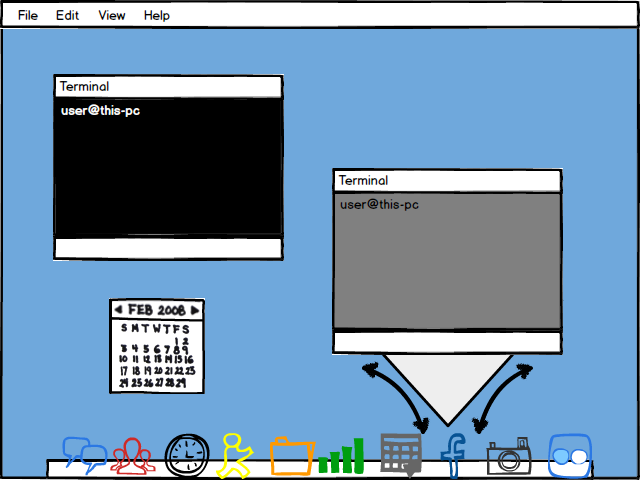 File Edit View Help
Terminal
user@this-pc
Terminal
user@this-pc
FEB 2008
S M T W T F S
1 2
3 4 5 6 7 8 9
10 11 12 13 14 15 16
17 18 19 20 21 22 23
24 25 26 27 28 29
f